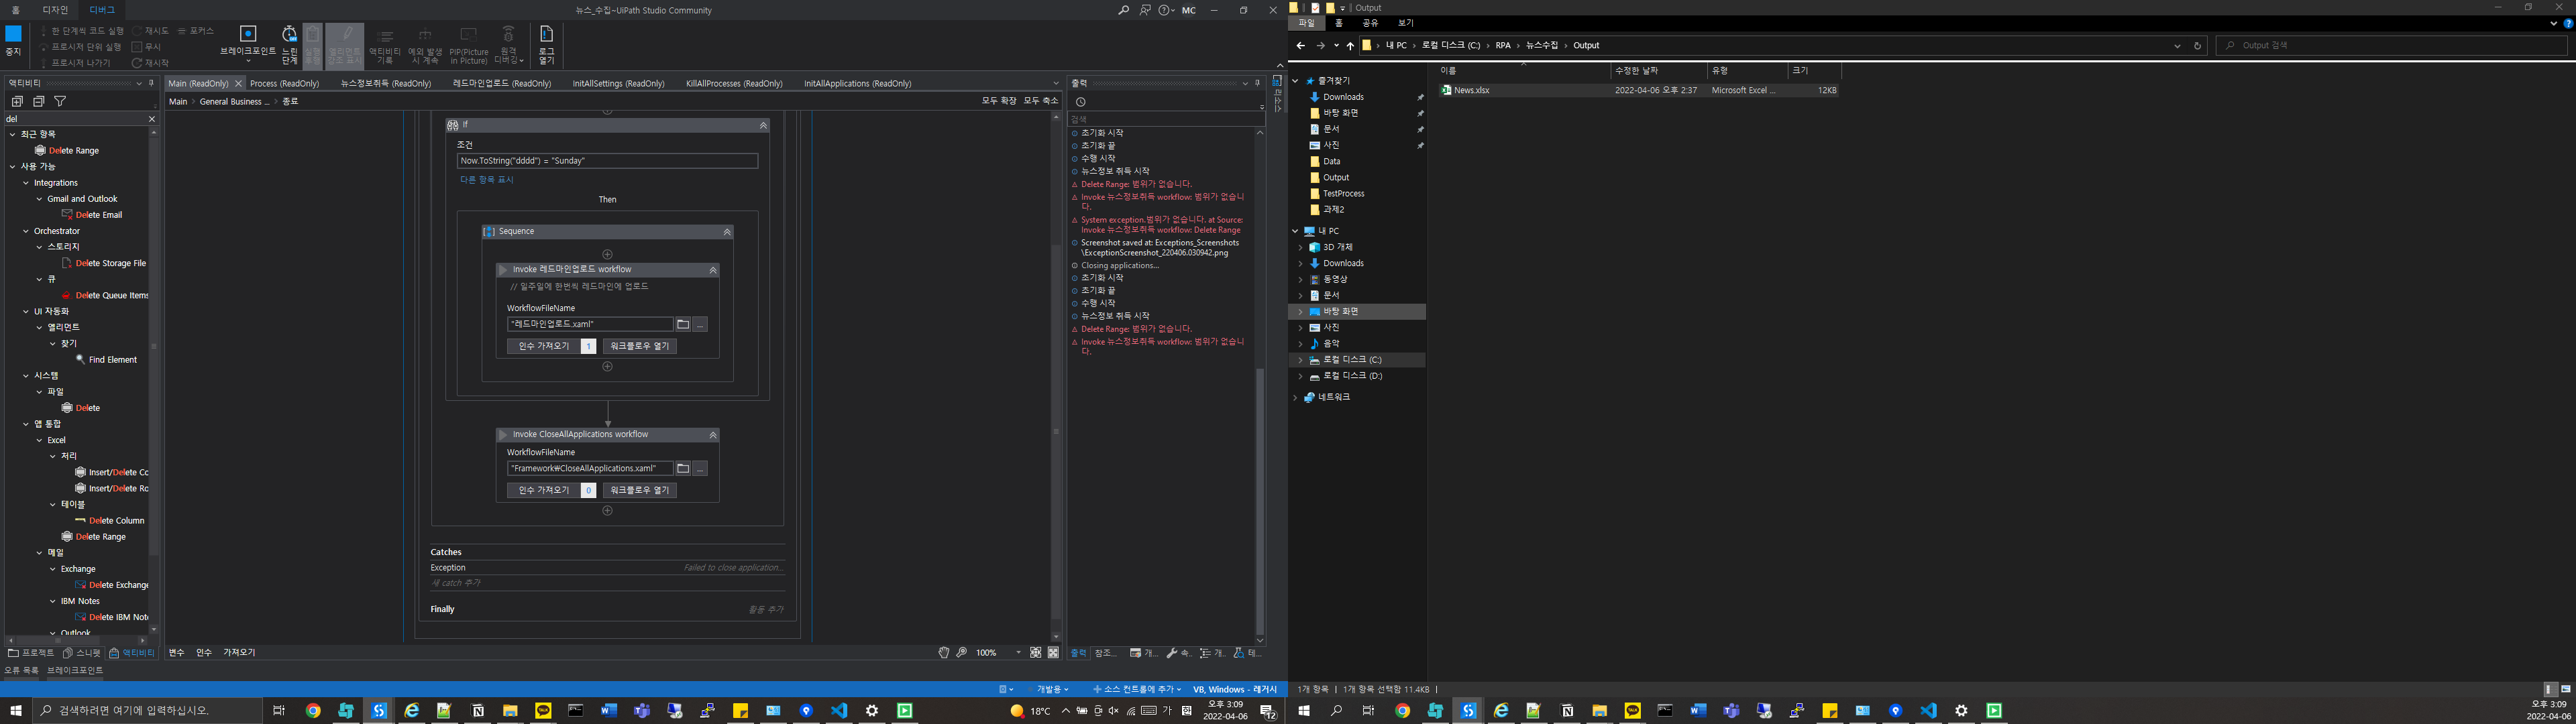 홈 디자인 디버그
뉴스_수집~UiPath Studio Community
MC
중지
한 단계씩 코드 실행
프로시저 단위 실행
프로시저 나가기
재시도
무시
재시작
포커스
브레이크포인트
느린 단계
실행 후행
엘리먼트 강조 표시
액티비티 기록
예외 발생 시 계속
PiP(Picture in Picture)
원격 디버깅
로그 열기
액티비티
del
최근 항목
Delete Range
사용 가능
Integrations
Gmail and Outlook
Delete Email
Orchestrator
스토리지
Delete Storage File
큐
Delete Queue Items
UI 자동화
엘리먼트
찾기
Find Element
시스템
파일
Delete
앱 통합
Excel
처리
Insert/Delete Co
Insert/Delete Ro
테이블
Delete Column
Delete Range
메일
Exchange
Delete Exchange
IBM Notes
Delete IBM Note
Outlook
프로젝트 스니펫 액티비티
오류 목록 브레이크포인트
Main (ReadOnly) Process (ReadOnly) 뉴스정보취득 (ReadOnly) 레드마인업로드 (ReadOnly) InitAllSettings (ReadOnly) KillAllProcesses (ReadOnly) InitAllApplications (ReadOnly)
Main > General Business ... > 종료
모두 확장 모두 축소
If
조건
Now.ToString("dddd") = "Sunday"
다른 항목 표시
Then
Sequence
Invoke 레드마인업로드 workflow
// 일주일에 한번씩 레드마인에 업로드
WorkflowFileName
"레드마인업로드.xaml"
...
인수 가져오기 1 워크플로우 열기
Invoke CloseAllApplications workflow
WorkflowFileName
"Framework₩CloseAllApplications.xaml"
...
인수 가져오기 0 워크플로우 열기
Catches
Exception Failed to close application...
새 catch 추가
Finally 활동 추가
변수 인수 가져오기
100%
출력
검색
초기화 시작
초기화 끝
수행 시작
뉴스정보 취득 시작
Delete Range: 범위가 없습니다.
Invoke 뉴스정보취득 workflow: 범위가 없습니
다.
System exception.범위가 없습니다. at Source:
Invoke 뉴스정보취득 workflow: Delete Range
Screenshot saved at: Exceptions_Screenshots
\ExceptionScreenshot_220406.030942.png
Closing applications...
초기화 시작
초기화 끝
수행 시작
뉴스정보 취득 시작
Delete Range: 범위가 없습니다.
Invoke 뉴스정보취득 workflow: 범위가 없습니
다.
출력 참조... 개... 속... 개... 테...
리소스
개발용
소스 컨트롤에 추가
VB, Windows - 레거시
검색하려면 여기에 입력하십시오.
18°C
가
오후 3:09
2022-04-06
12
Output
파일 홈 공유 보기
내 PC > 로컬 디스크 (C:) > RPA > 뉴스수집 > Output
Output 검색
이름 수정한 날짜 유형 크기
News.xlsx 2022-04-06 오후 2:37 Microsoft Excel ... 12KB
즐겨찾기
Downloads
바탕 화면
문서
사진
Data
Output
TestProcess
과제2
내 PC
3D 개체
Downloads
동영상
문서
바탕 화면
사진
음악
로컬 디스크 (C:)
로컬 디스크 (D:)
네트워크
1개 항목 1개 항목 선택함 11.4KB
오후 3:09
2022-04-06